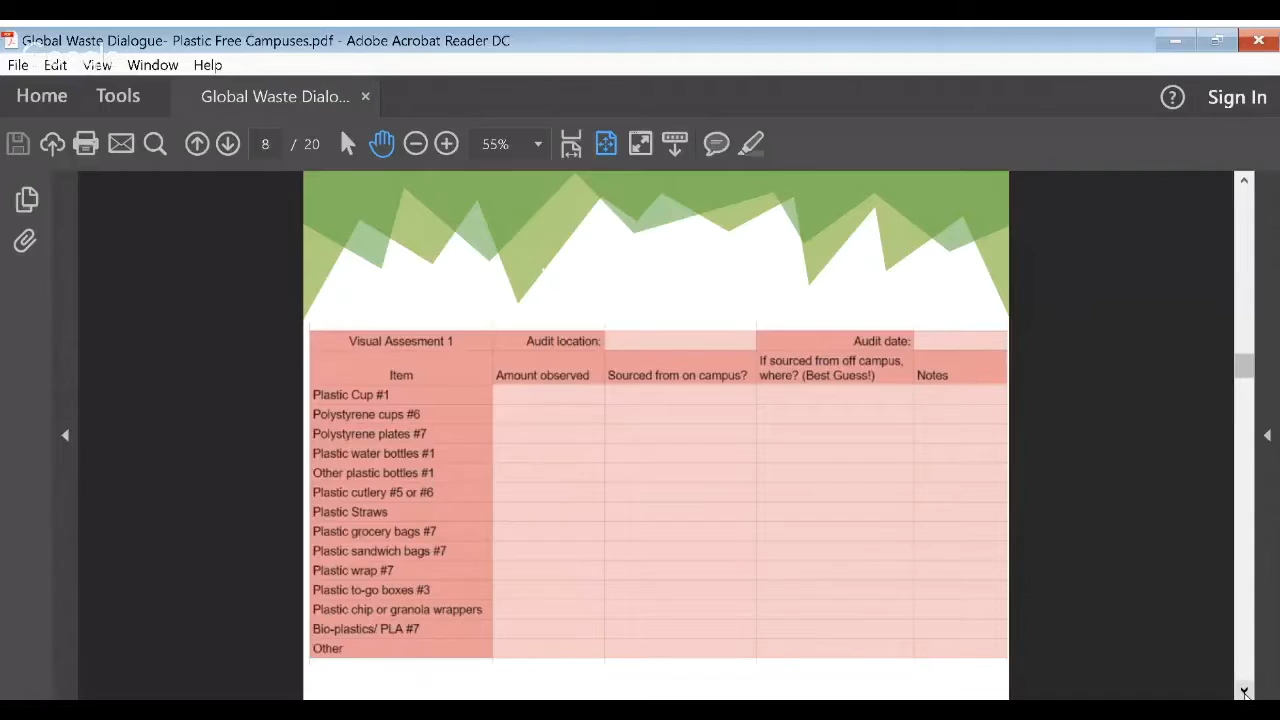 Global Waste Dialogue- Plastic Free Campuses.pdf - Adobe Acrobat Reader DC
File Edit View Window Help
Home Tools Global Waste Dialo... × ? Sign In
8 / 20 55%
Visual Assesment 1 Audit location: Audit date:
Item Amount observed Sourced from on campus? If sourced from off campus, where? (Best Guess!) Notes
Plastic Cup #1
Polystyrene cups #6
Polystyrene plates #7
Plastic water bottles #1
Other plastic bottles #1
Plastic cutlery #5 or #6
Plastic Straws
Plastic grocery bags #7
Plastic sandwich bags #7
Plastic wrap #7
Plastic to-go boxes #3
Plastic chip or granola wrappers
Bio-plastics/ PLA #7
Other